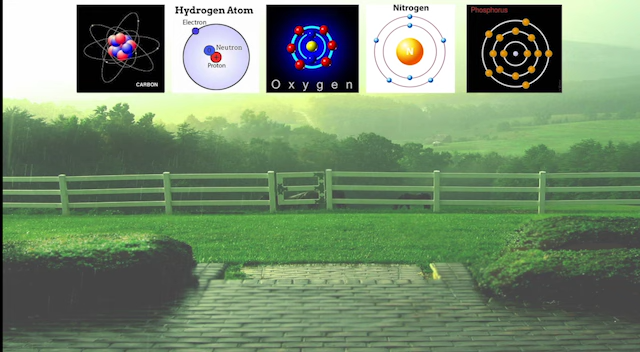 CARBON
Hydrogen Atom
Electron
Neutron
Proton
Oxygen
Nitrogen
N
Phosphorus